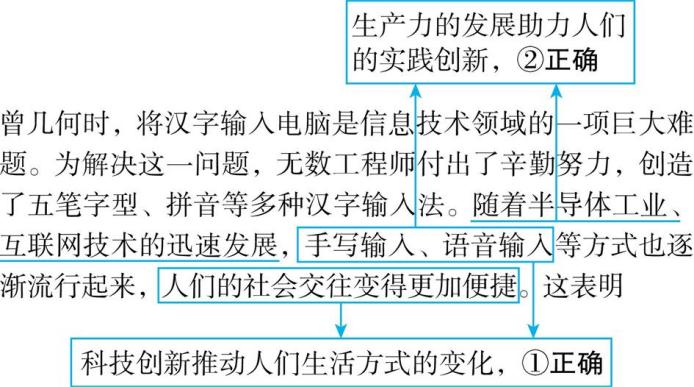 生产力的发展助力人们
的实践创新，②正确
曾几何时，将汉字输入电脑是信息技术领域的一项巨大难
题。为解决这一问题，无数工程师付出了辛勤努力，创造
了五笔字型、拼音等多种汉字输入法。随着半导体工业、
互联网技术的迅速发展，手写输入、语音输入等方式也逐
渐流行起来，人们的社会交往变得更加便捷。这表明
科技创新推动人们生活方式的变化，①正确